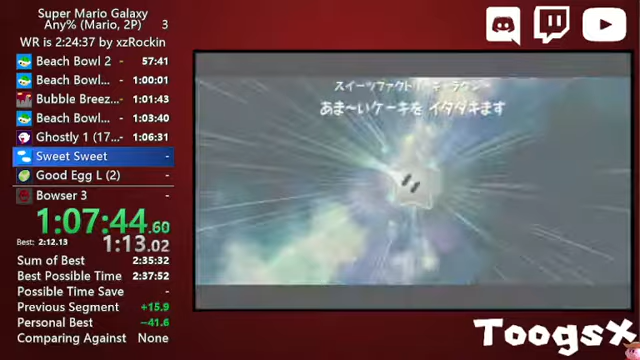 Super Mario Galaxy
Any% (Mario, 2P) 3
WR is 2:24:37 by xzRockin
Beach Bowl 2 - 57:41
Beach Bowl... - 1:00:01
Bubble Breez... - 1:01:43
Beach Bowl... - 1:03:40
Ghostly 1 (17... - 1:06:31
Sweet Sweet -
Good Egg L (2) -
Bowser 3 -
1:07:44.60
Best: 2:12.13 1:13.02
Sum of Best 2:35:32
Best Possible Time 2:37:52
Possible Time Save -
Previous Segment +15.9
Personal Best −41.6
Comparing Against None
スイーツファクトリーギャラクシー
あま〜いケーキを イタダキます
ToogsX